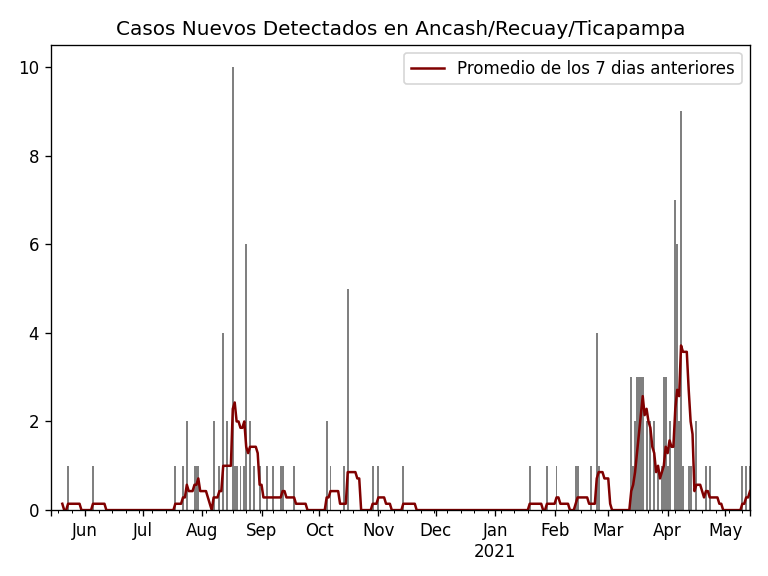 Casos Nuevos Detectados en Ancash/Recuay/Ticapampa
Promedio de los 7 dias anteriores
10
8
6
4
2
0
Jun Jul Aug Sep Oct Nov Dec Jan Feb Mar Apr May
2021